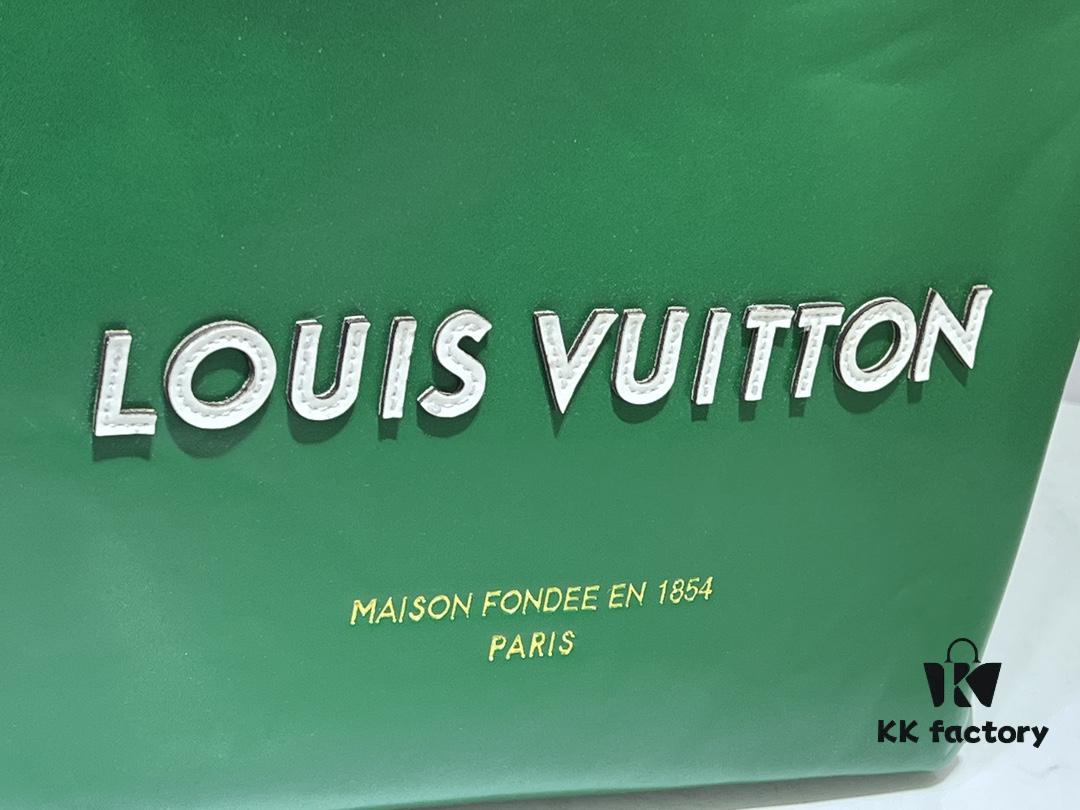 LOUIS VUITTON
MAISON FONDEE EN 1854
PARIS
KK factory